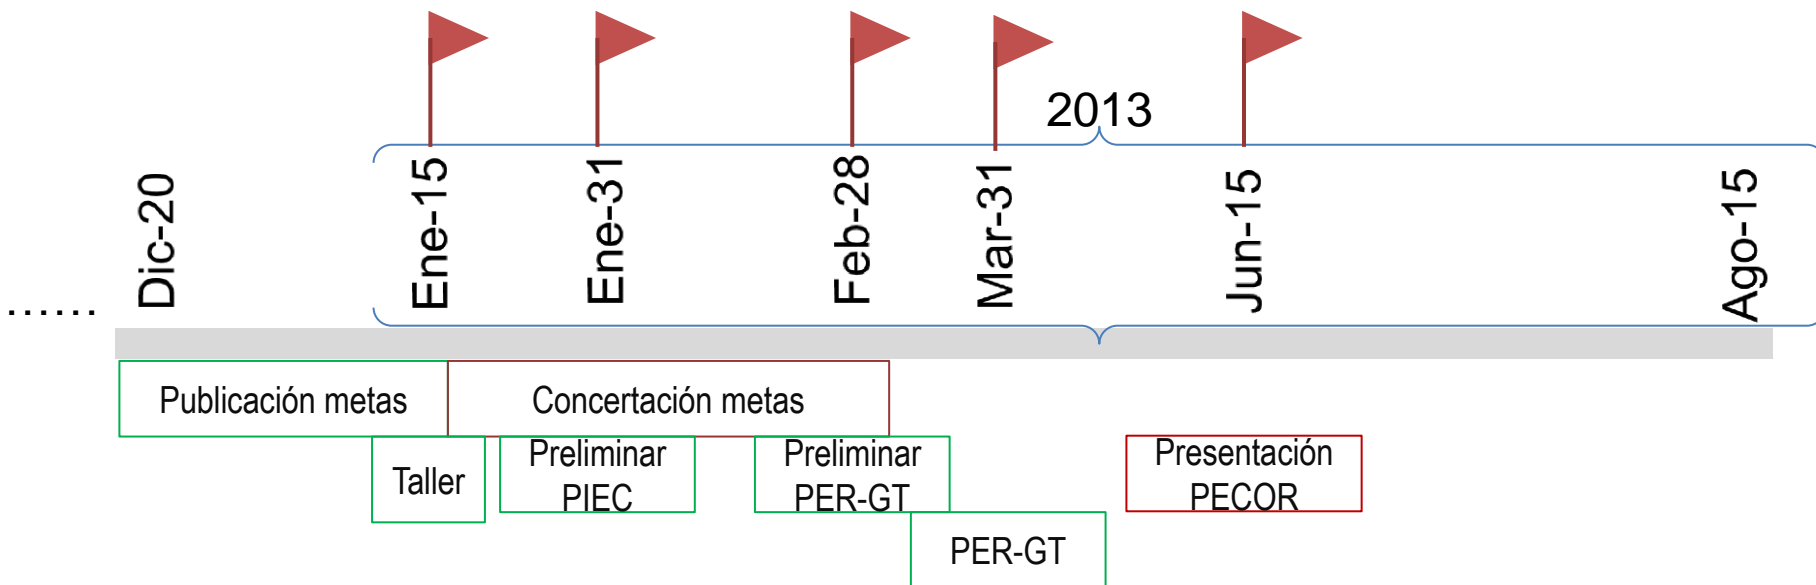 2013
Dic-20
Ene-15
Ene-31
Feb-28
Mar-31
Jun-15
Ago-15
......
Publicación metas
Concertación metas
Taller
Preliminar
PIEC
Preliminar
PER-GT
Presentación
PECOR
PER-GT